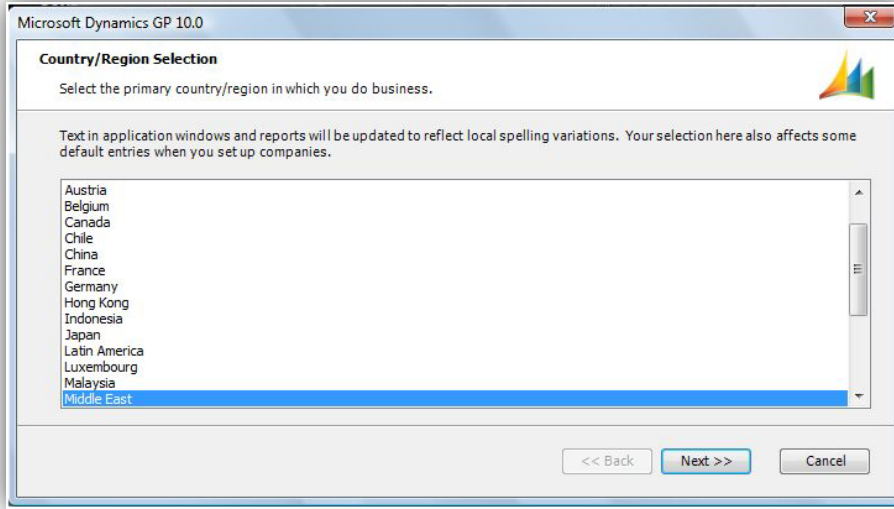 Microsoft Dynamics GP 10.0
Country/Region Selection
Select the primary country/region in which you do business.
Text in application windows and reports will be updated to reflect local spelling variations. Your selection here also affects some
default entries when you set up companies.
Austria
Belgium
Canada
Chile
China
France
Germany
Hong Kong
Indonesia
Japan
Latin America
Luxembourg
Malaysia
Middle East
<< Back
Next >>
Cancel